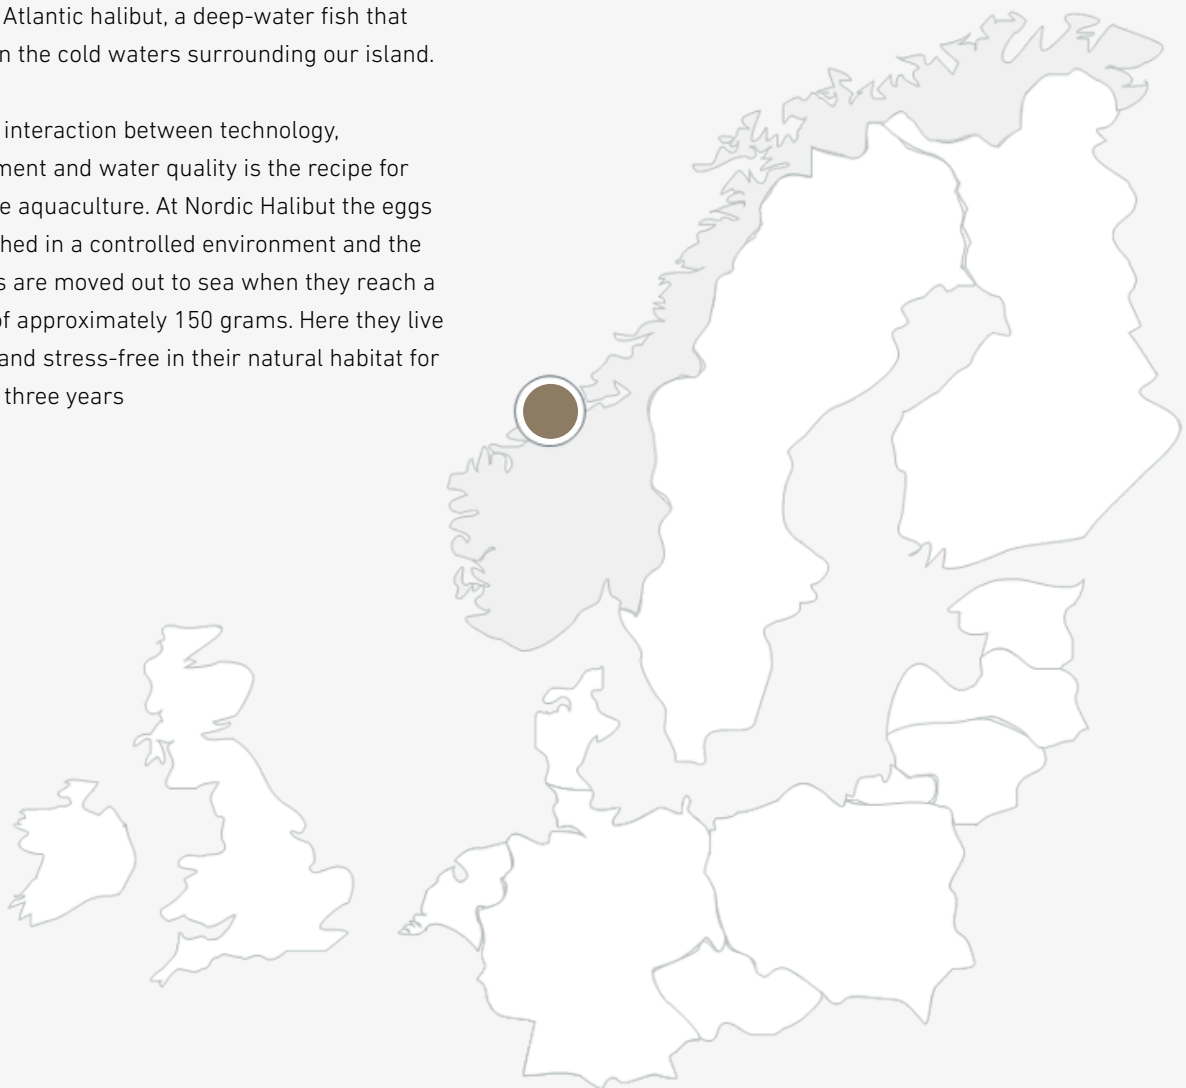 Atlantic halibut, a deep-water fish that
n the cold waters surrounding our island.
interaction between technology,
ment and water quality is the recipe for
e aquaculture. At Nordic Halibut the eggs
hed in a controlled environment and the
s are moved out to sea when they reach a
of approximately 150 grams. Here they live
and stress-free in their natural habitat for
three years